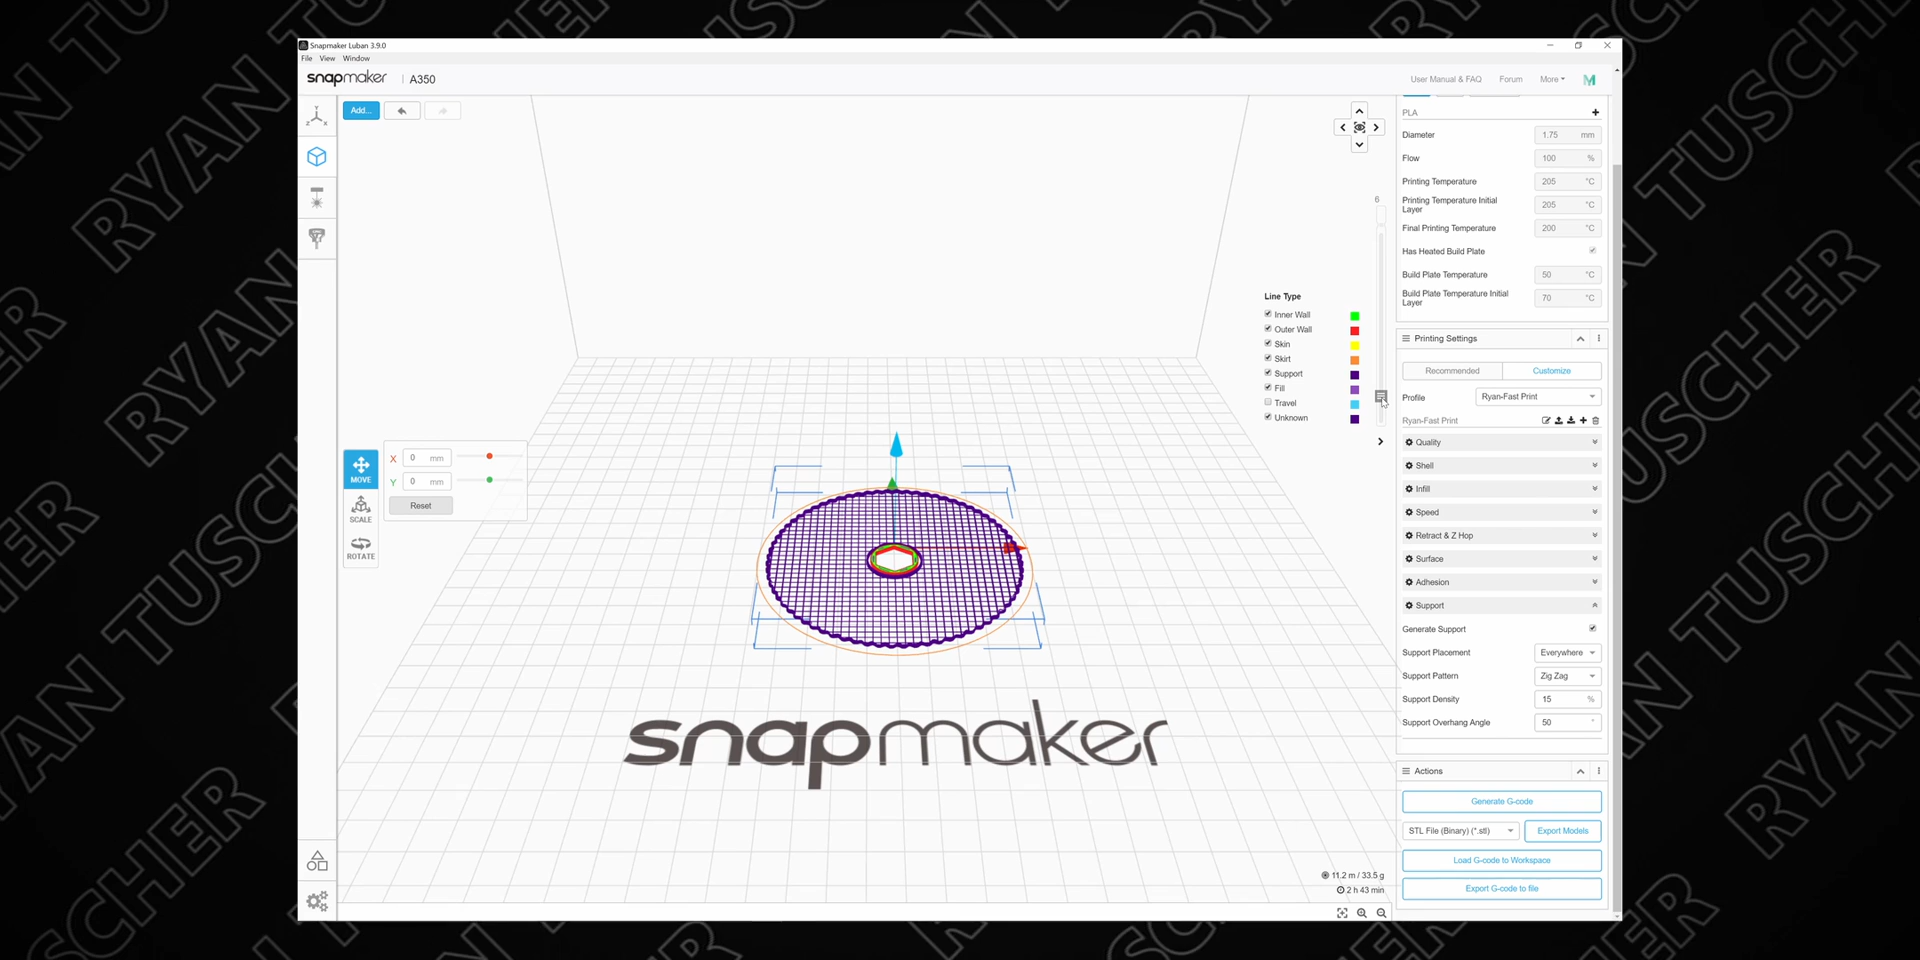 Snapmaker Luban 3.9.0
File View Window
snapmaker | A350
User Manual & FAQ Forum More
Add...
PLA
Diameter 1.75 mm
Flow 100 %
Printing Temperature 205 °C
Printing Temperature Initial Layer 205 °C
Final Printing Temperature 200 °C
Has Heated Build Plate
Build Plate Temperature 50 °C
Build Plate Temperature Initial Layer 70 °C
6
Line Type
Inner Wall
Outer Wall
Skin
Skirt
Support
Fill
Travel
Unknown
Printing Settings
Recommended Customize
Profile Ryan-Fast Print
Ryan-Fast Print
Quality
Shell
Infill
Speed
Retract & Z Hop
Surface
Adhesion
Support
Generate Support
Support Placement Everywhere
Support Pattern Zig Zag
Support Density 15 %
Support Overhang Angle 50 °
MOVE
SCALE
ROTATE
X 0 mm
Y 0 mm
Reset
snapmaker
11.2 m / 33.5 g
2 h 43 min
Actions
Generate G-code
STL File (Binary) (*.stl) Export Models
Load G-code to Workspace
Export G-code to file
RYAN TUSCHER
RYAN TUSCHER